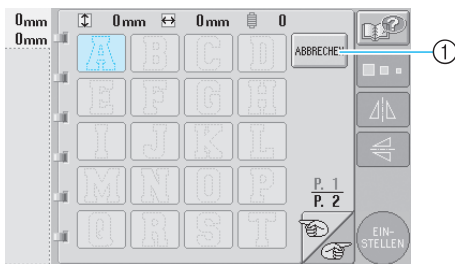 0mm 0mm 0mm 0
0mm
ABBRECHEN
1
A B C D
E F G H
I J K L
M N O P
P. 1
P. 2
Q R S T
EIN-
STELLEN